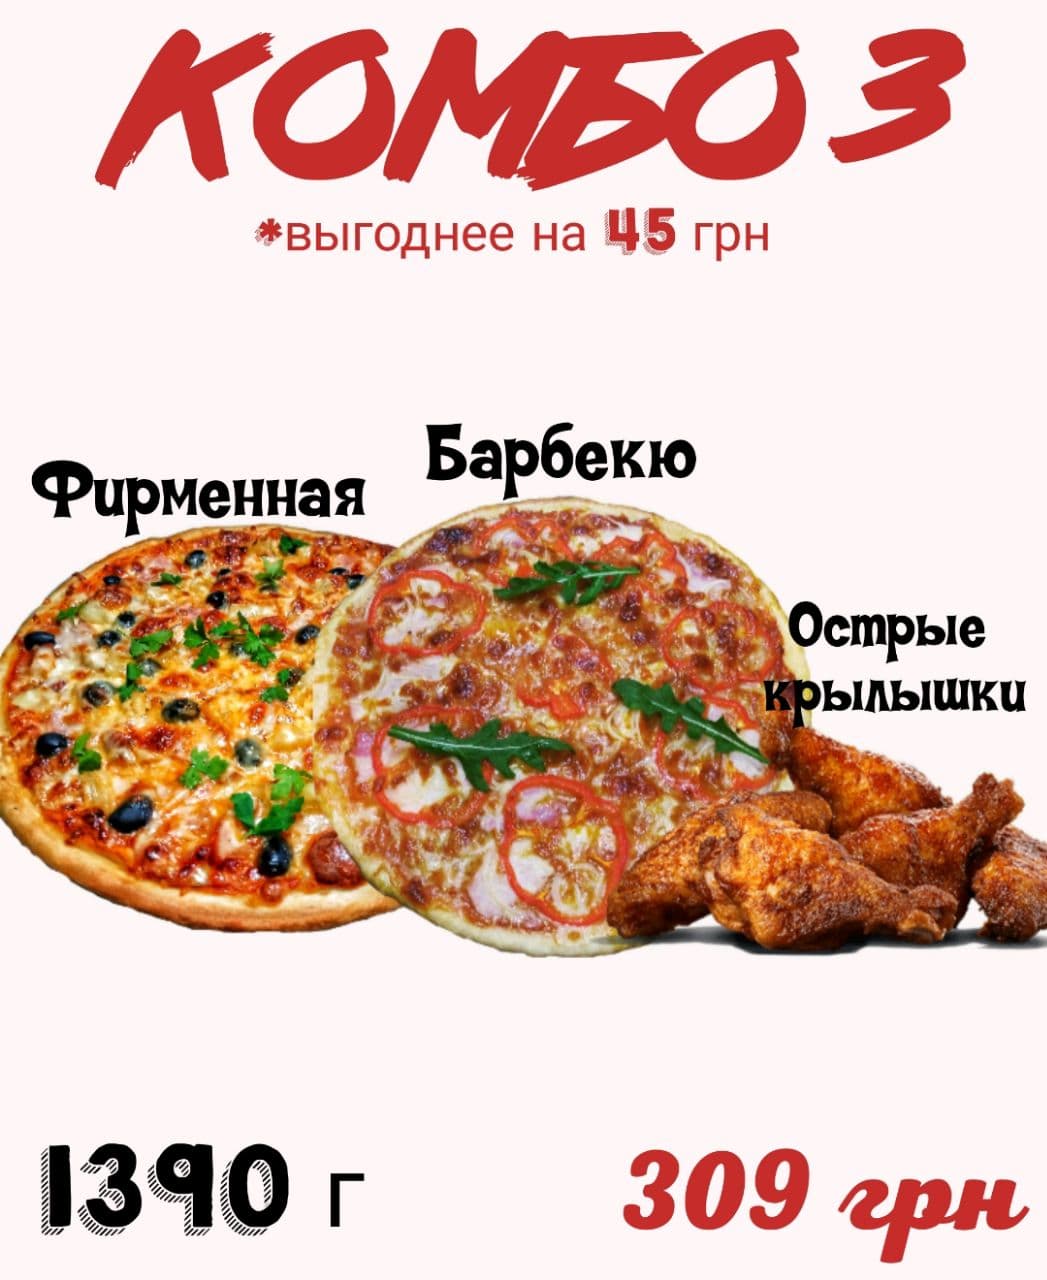 КОМБО 3
*выгоднее на 45 грн
Барбекю
Фирменная
Острые
крылышки
1390 г
309 грн